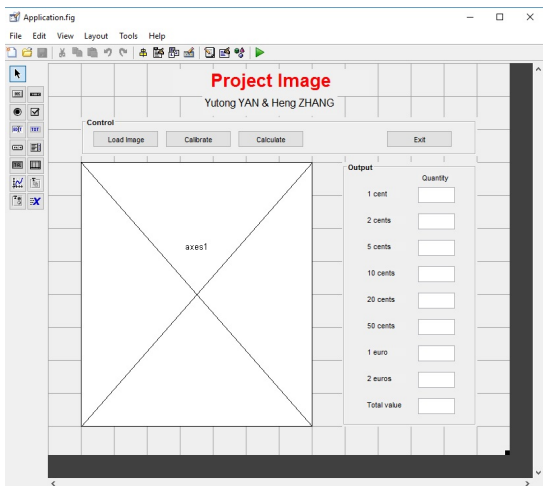 Application.fig
File Edit View Layout Tools Help
Project Image
Yutong YAN & Heng ZHANG
Control
Load Image Calibrate Calculate Exit
Output
Quantity
1 cent
2 cents
5 cents
axes1
10 cents
20 cents
50 cents
1 euro
2 euros
Total value